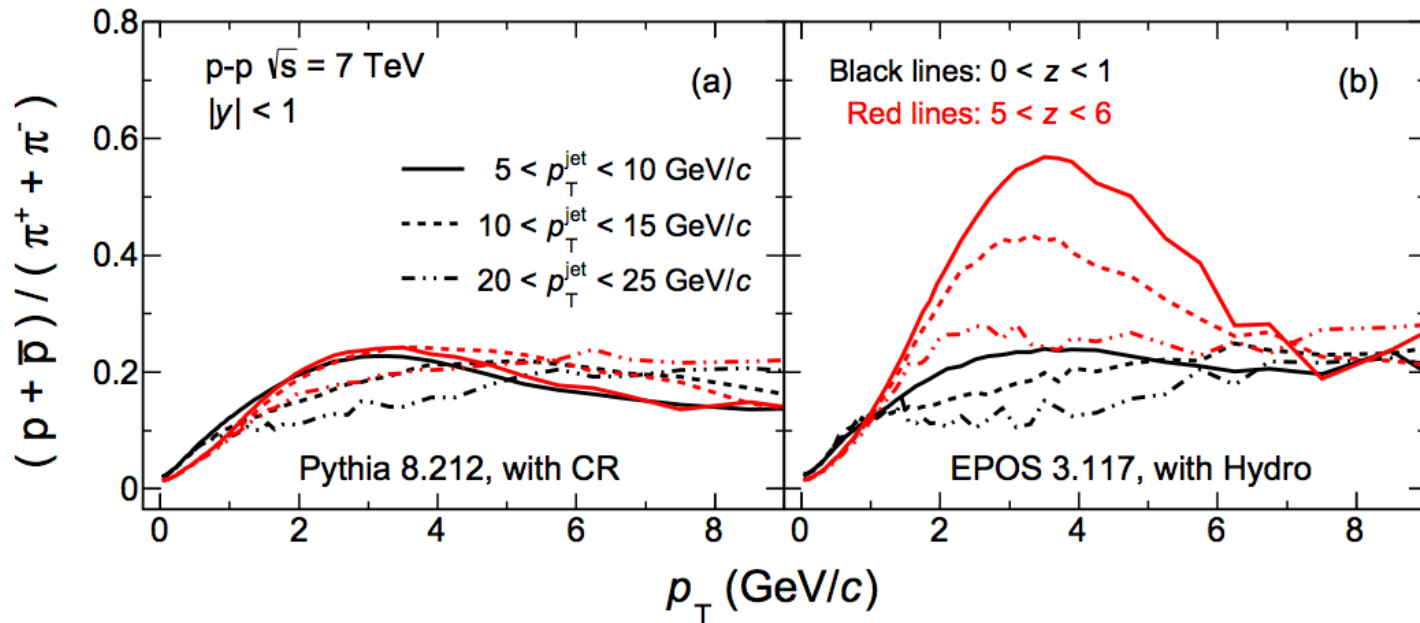 (p + p̅) / (π⁺ + π⁻)
0.8
0.6
0.4
0.2
0
p-p √s = 7 TeV
|y| < 1
(a)
5 < p_T^jet < 10 GeV/c
10 < p_T^jet < 15 GeV/c
20 < p_T^jet < 25 GeV/c
Pythia 8.212, with CR
0 2 4 6 8
Black lines: 0 < z < 1
(b)
Red lines: 5 < z < 6
EPOS 3.117, with Hydro
0 2 4 6 8
p_T (GeV/c)